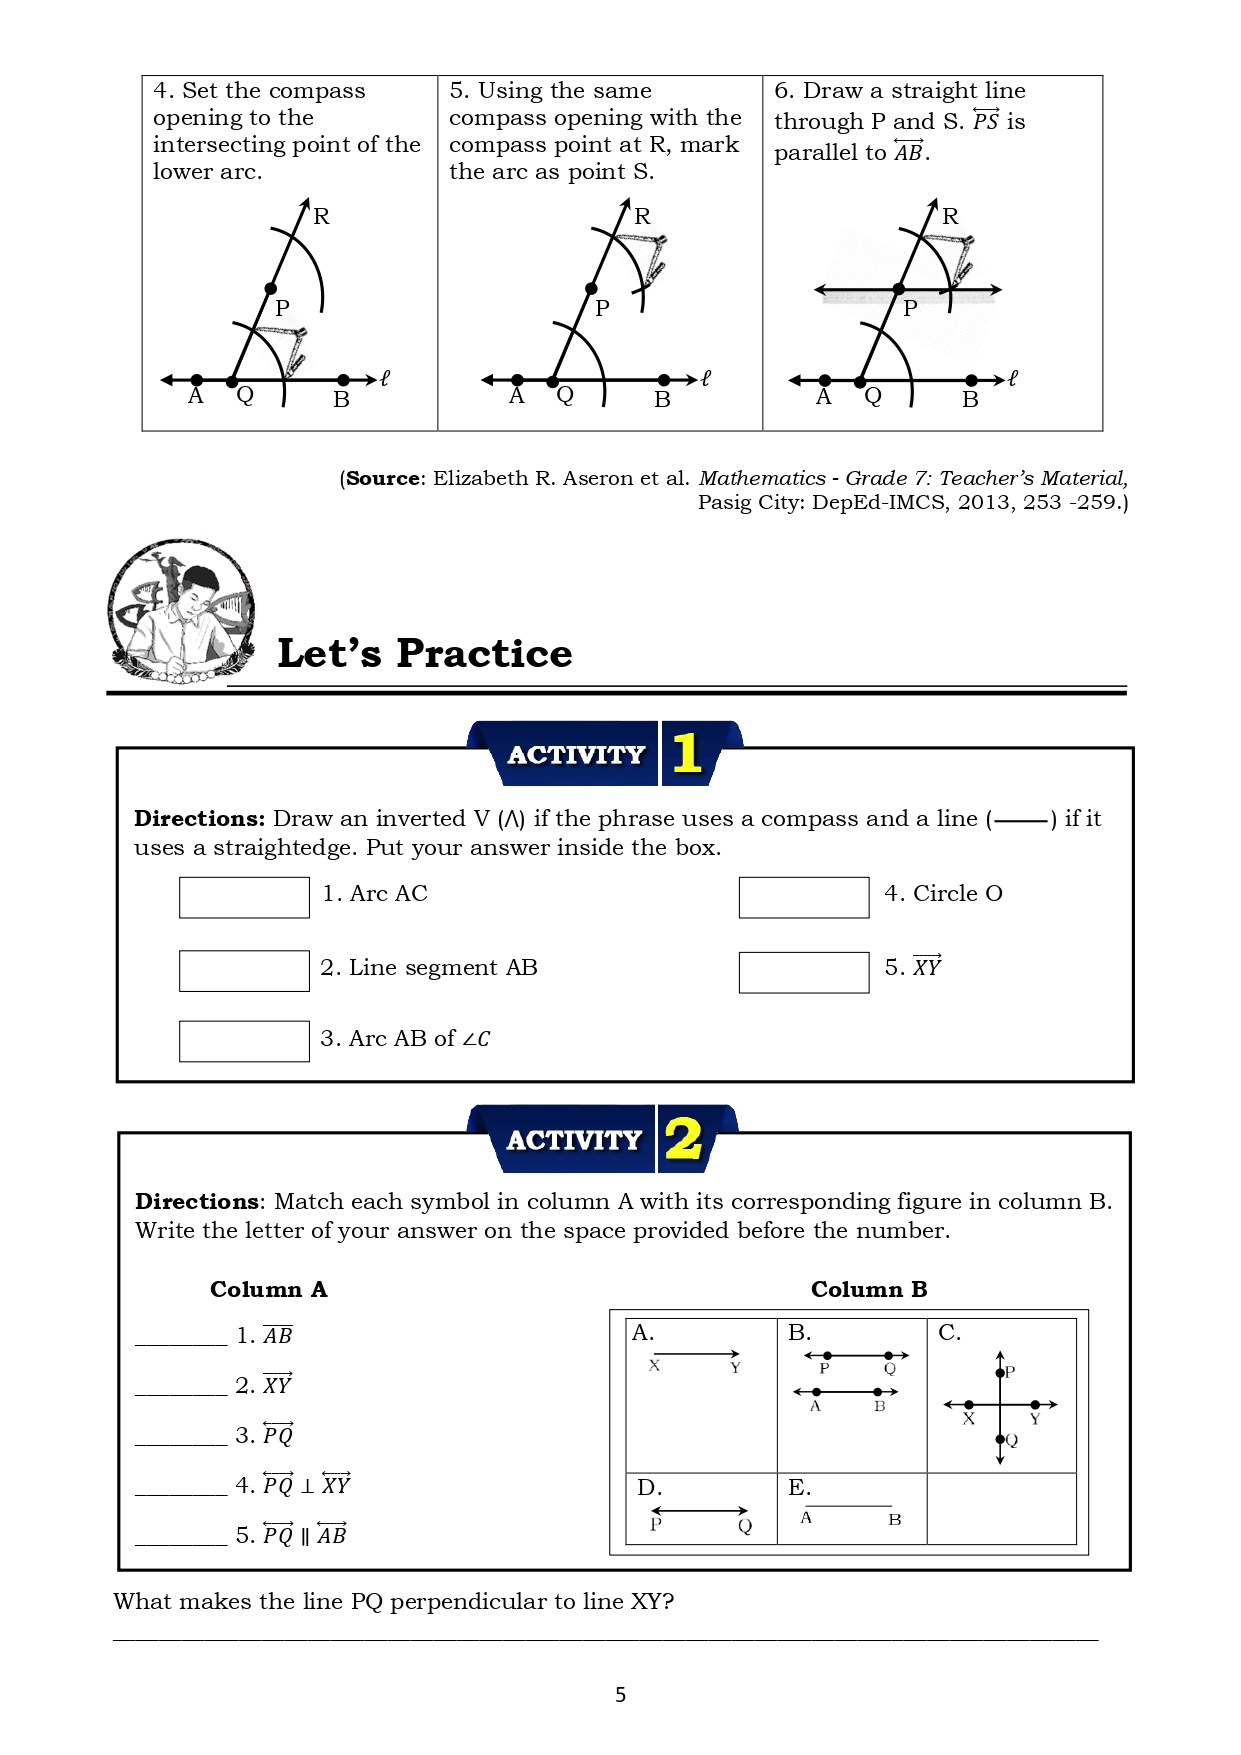 4. Set the compass
opening to the
intersecting point of the
lower arc.
R
P
A
Q
B
ℓ
5. Using the same
compass opening with the
compass point at R, mark
the arc as point S.
R
P
A
Q
B
ℓ
6. Draw a straight line
through P and S. \overleftrightarrow{PS} is
parallel to \overleftrightarrow{AB}.
R
P
A
Q
B
ℓ
(Source: Elizabeth R. Aseron et al. Mathematics - Grade 7: Teacher’s Material,
Pasig City: DepEd-IMCS, 2013, 253 -259.)
Let’s Practice
ACTIVITY 1
Directions: Draw an inverted V (Λ) if the phrase uses a compass and a line (____) if it
uses a straightedge. Put your answer inside the box.
1. Arc AC
2. Line segment AB
3. Arc AB of ∠C
4. Circle O
5. \overrightarrow{XY}
ACTIVITY 2
Directions: Match each symbol in column A with its corresponding figure in column B.
Write the letter of your answer on the space provided before the number.
Column A
________ 1. \overline{AB}
________ 2. \overrightarrow{XY}
________ 3. \overleftrightarrow{PQ}
________ 4. \overleftrightarrow{PQ} ⊥ \overleftrightarrow{XY}
________ 5. \overleftrightarrow{PQ} ∥ \overleftrightarrow{AB}
Column B
A.
X Y
B.
P Q
A B
C.
P
X Y
Q
D.
P Q
E.
A B
What makes the line PQ perpendicular to line XY?
5